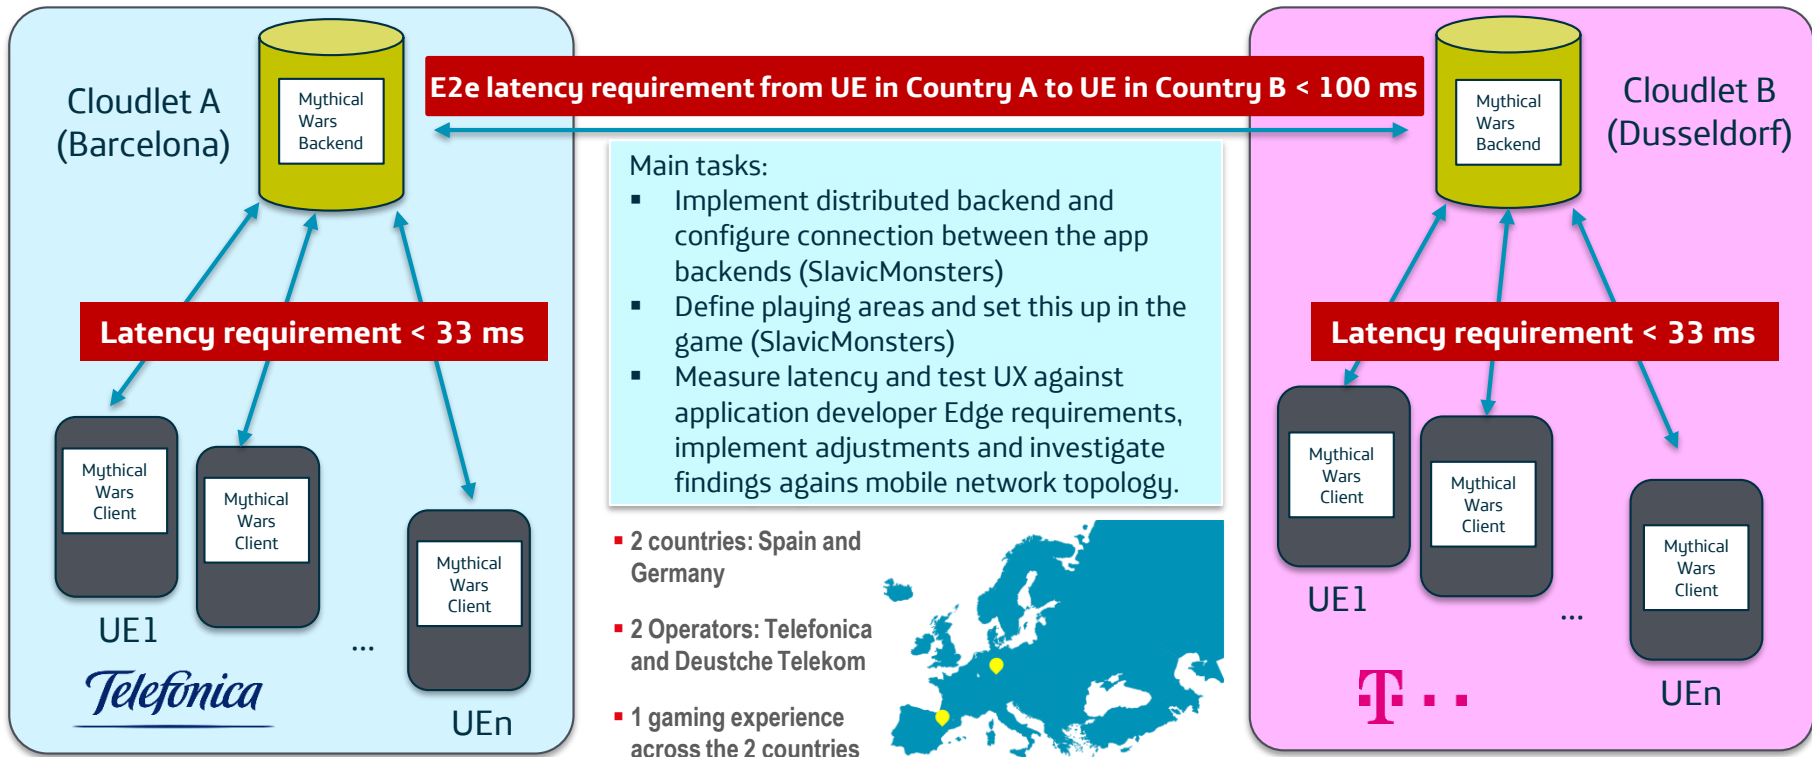 Cloudlet A
(Barcelona)
Mythical
Wars
Backend
E2e latency requirement from UE in Country A to UE in Country B < 100 ms
Mythical
Wars
Backend
Cloudlet B
(Dusseldorf)
Main tasks:
▪ Implement distributed backend and
configure connection between the app
backends (SlavicMonsters)
▪ Define playing areas and set this up in the
game (SlavicMonsters)
▪ Measure latency and test UX against
application developer Edge requirements,
implement adjustments and investigate
findings agains mobile network topology.
Latency requirement < 33 ms
Latency requirement < 33 ms
Mythical
Wars
Client
UE1
Mythical
Wars
Client
...
Mythical
Wars
Client
UEn
Telefónica
▪ 2 countries: Spain and
Germany
▪ 2 Operators: Telefonica
and Deustche Telekom
▪ 1 gaming experience
across the 2 countries
Mythical
Wars
Client
UE1
Mythical
Wars
Client
...
Mythical
Wars
Client
UEn
T